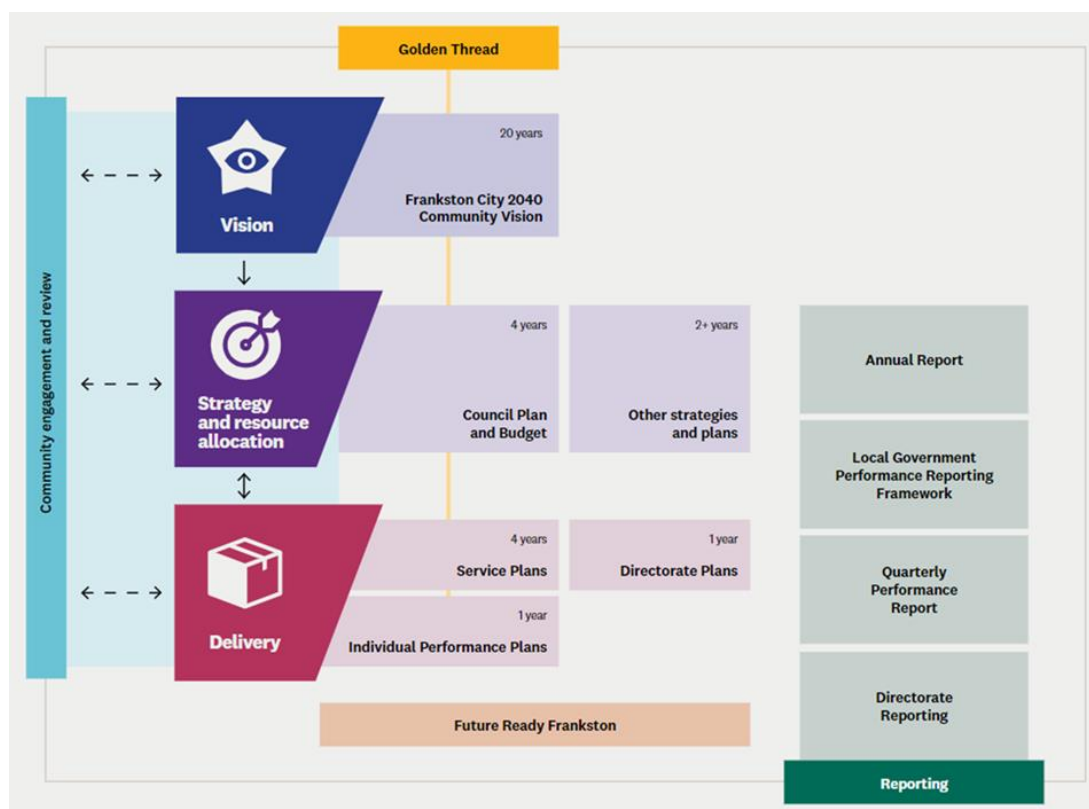 Golden Thread
Community engagement and review
Vision
20 years
Frankston City 2040
Community Vision
Strategy
and resource
allocation
4 years
Council Plan
and Budget
2+ years
Other strategies
and plans
Delivery
4 years
Service Plans
1 year
Directorate Plans
1 year
Individual Performance Plans
Future Ready Frankston
Annual Report
Local Government
Performance Reporting
Framework
Quarterly
Performance
Report
Directorate
Reporting
Reporting